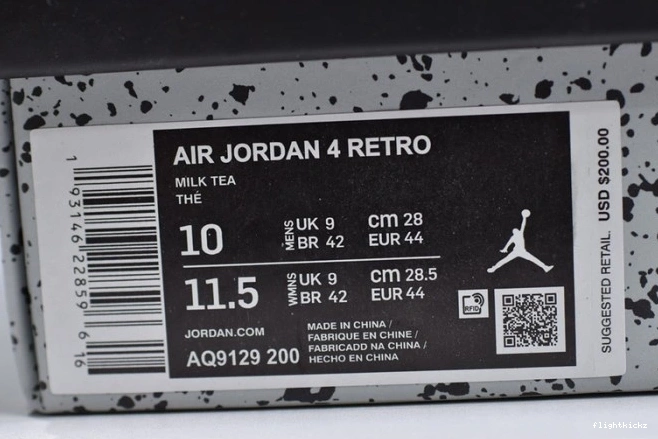 AIR JORDAN 4 RETRO
MILK TEA
THÉ
10 MENS UK 9 cm 28
BR 42 EUR 44
11.5 WMNS UK 9 cm 28.5
BR 42 EUR 44
JORDAN.COM
AQ9129 200
MADE IN CHINA /
FABRIQUE EN CHINE /
FABRICADO NA CHINA /
HECHO EN CHINA
RFID
SUGGESTED RETAIL. USD $200.00
1 93146 22859 6 16
flightkickz